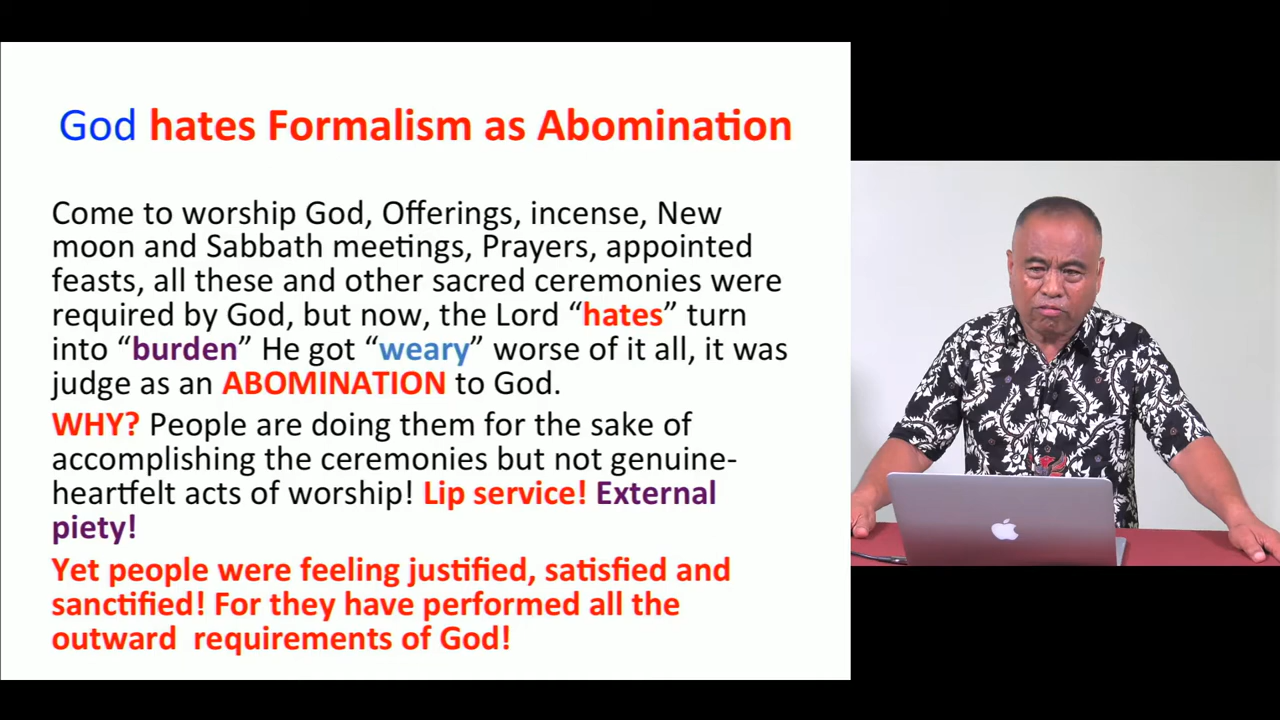 God hates Formalism as Abomination
Come to worship God, Offerings, incense, New
moon and Sabbath meetings, Prayers, appointed
feasts, all these and other sacred ceremonies were
required by God, but now, the Lord “hates” turn
into “burden” He got “weary” worse of it all, it was
judge as an ABOMINATION to God.
WHY? People are doing them for the sake of
accomplishing the ceremonies but not genuine-
heartfelt acts of worship! Lip service! External
piety!
Yet people were feeling justified, satisfied and
sanctified! For they have performed all the
outward  requirements of God!